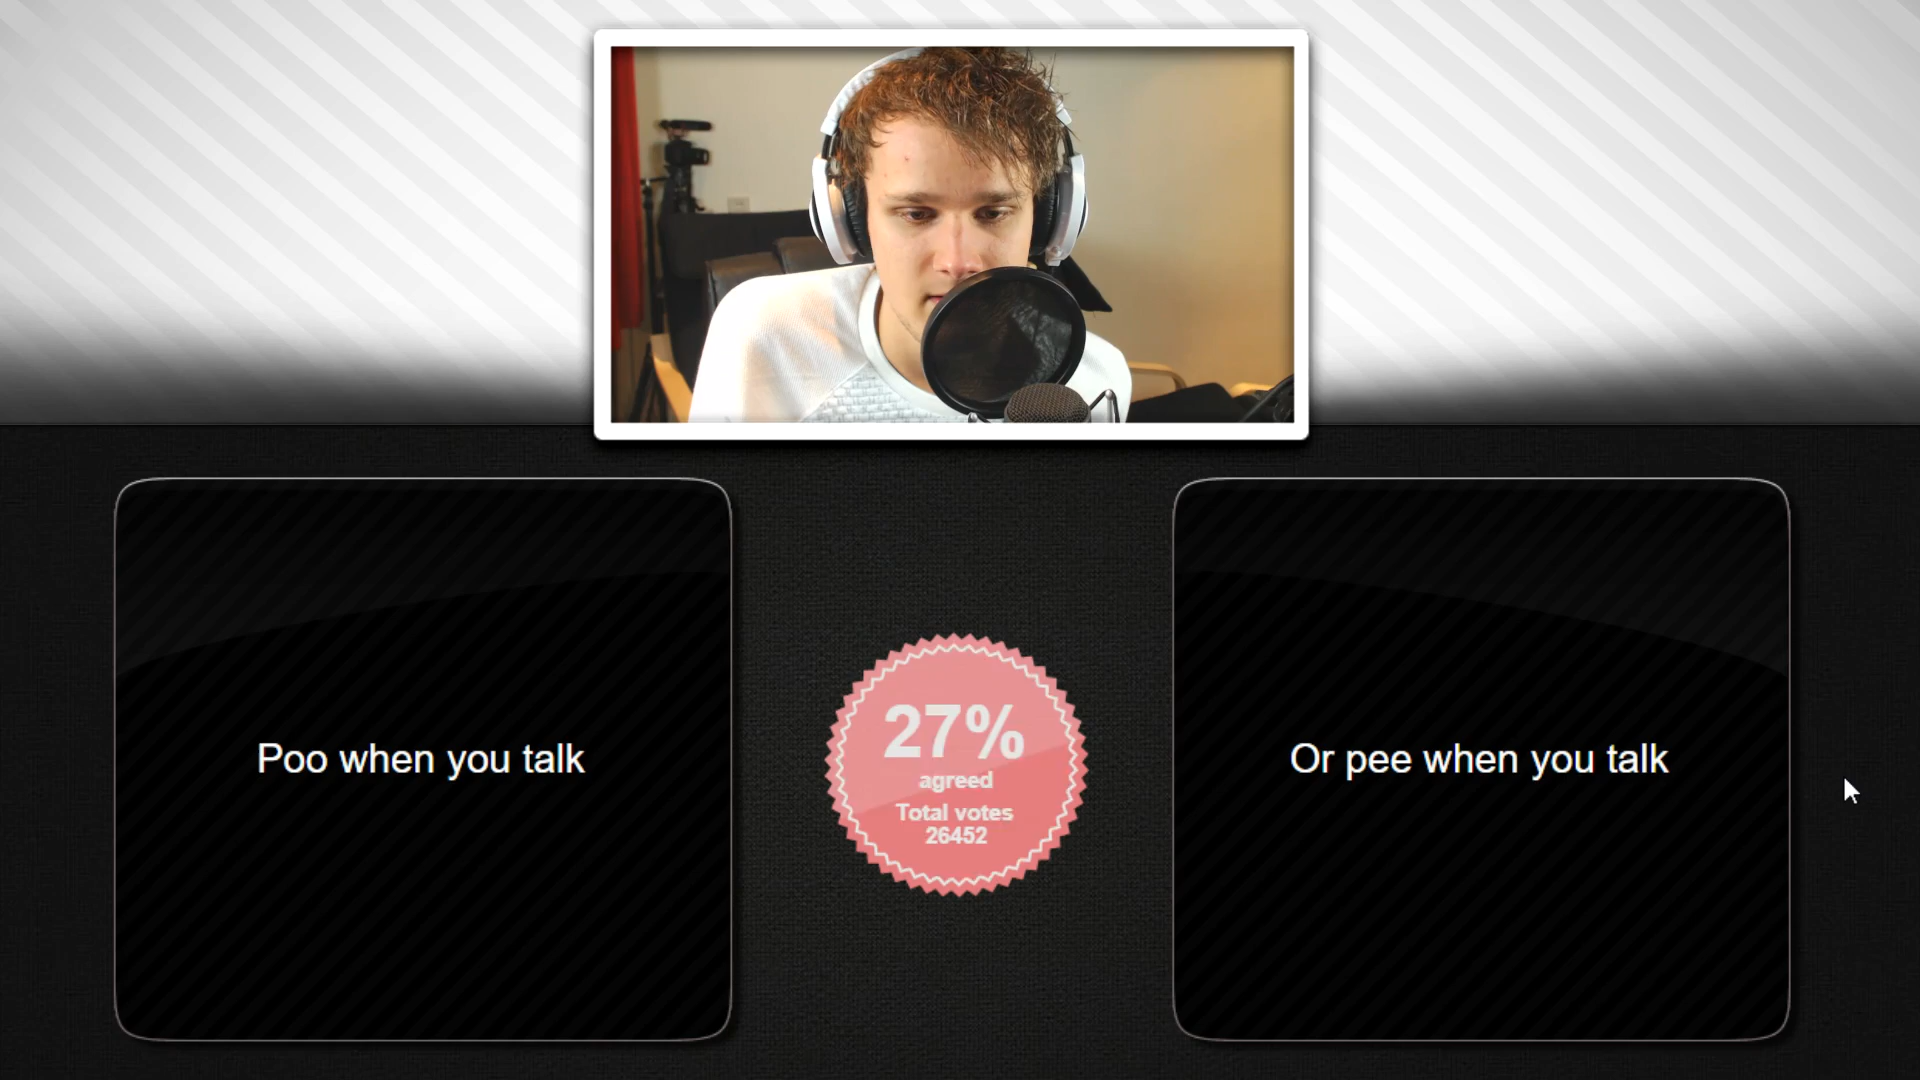 Poo when you talk
27%
agreed
Total votes
26452
Or pee when you talk